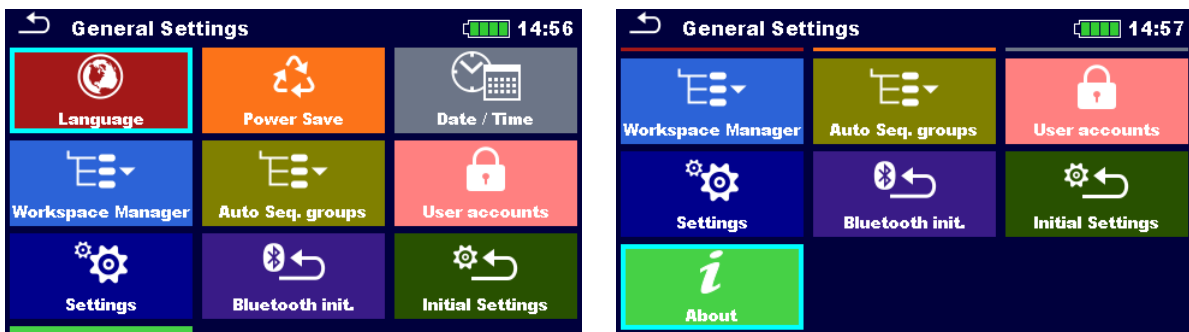 General Settings 14:56
Language Power Save Date / Time
Workspace Manager Auto Seq. groups User accounts
Settings Bluetooth init. Initial Settings
General Settings 14:57
Workspace Manager Auto Seq. groups User accounts
Settings Bluetooth init. Initial Settings
i
About